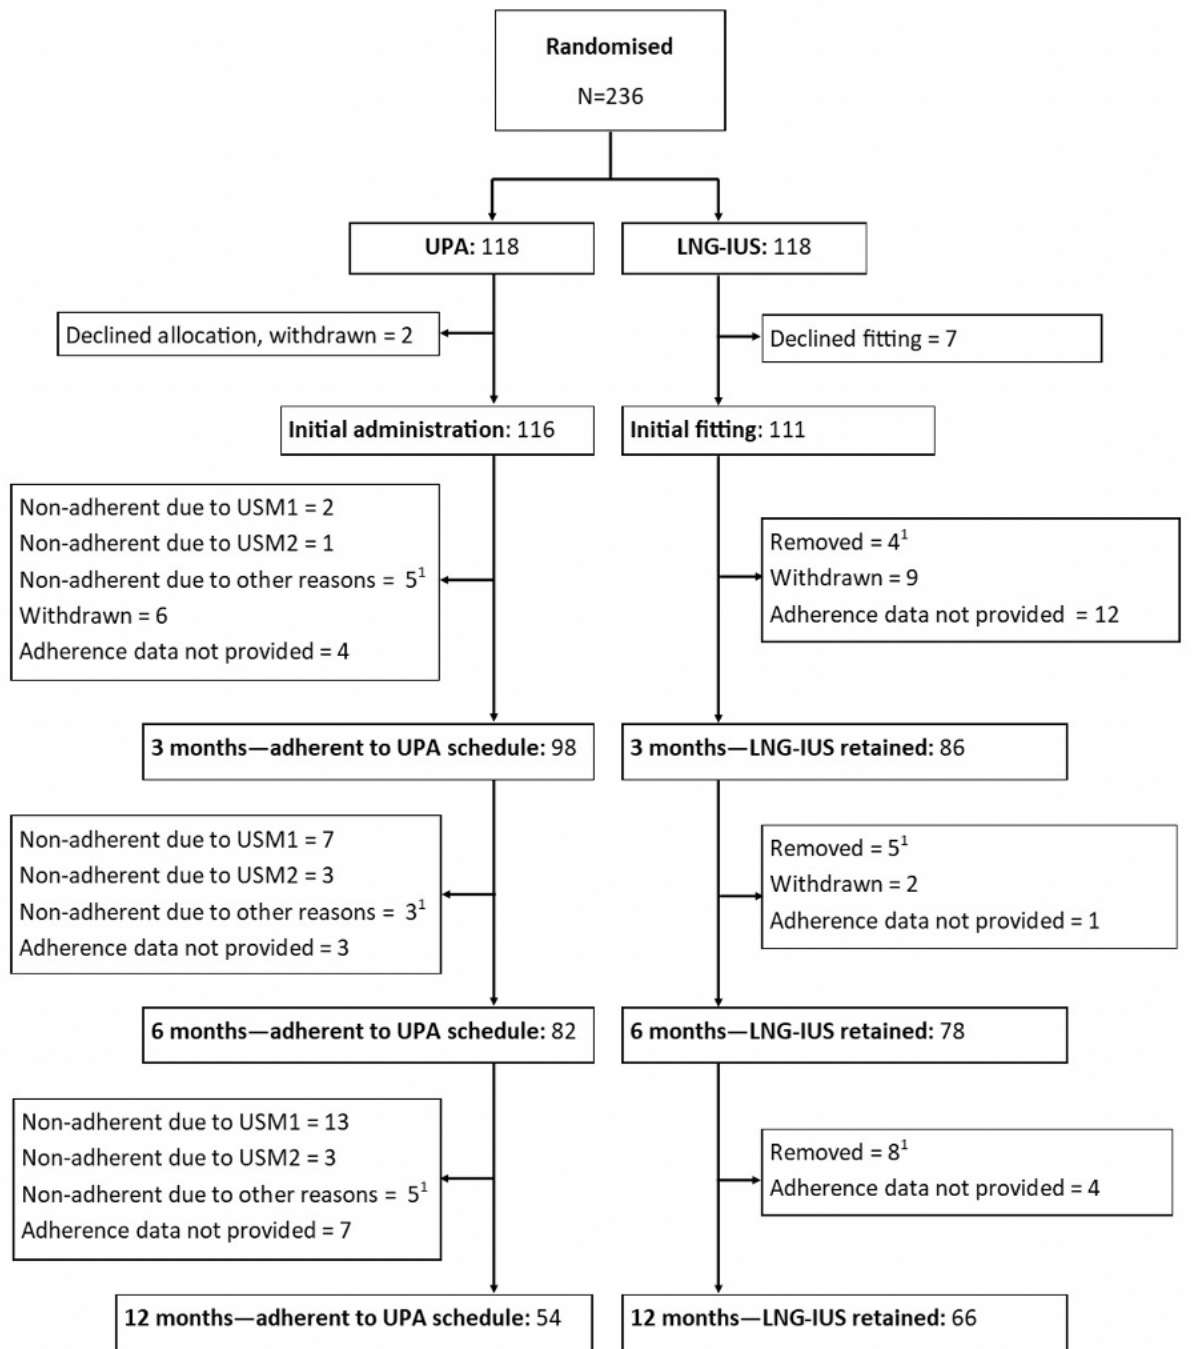 Randomised
N=236
UPA: 118
LNG-IUS: 118
Declined allocation, withdrawn = 2
Declined fitting = 7
Initial administration: 116
Initial fitting: 111
Non-adherent due to USM1 = 2
Non-adherent due to USM2 = 1
Non-adherent due to other reasons = 5¹
Withdrawn = 6
Adherence data not provided = 4
Removed = 4¹
Withdrawn = 9
Adherence data not provided = 12
3 months—adherent to UPA schedule: 98
3 months—LNG-IUS retained: 86
Non-adherent due to USM1 = 7
Non-adherent due to USM2 = 3
Non-adherent due to other reasons = 3¹
Adherence data not provided = 3
Removed = 5¹
Withdrawn = 2
Adherence data not provided = 1
6 months—adherent to UPA schedule: 82
6 months—LNG-IUS retained: 78
Non-adherent due to USM1 = 13
Non-adherent due to USM2 = 3
Non-adherent due to other reasons = 5¹
Adherence data not provided = 7
Removed = 8¹
Adherence data not provided = 4
12 months—adherent to UPA schedule: 54
12 months—LNG-IUS retained: 66